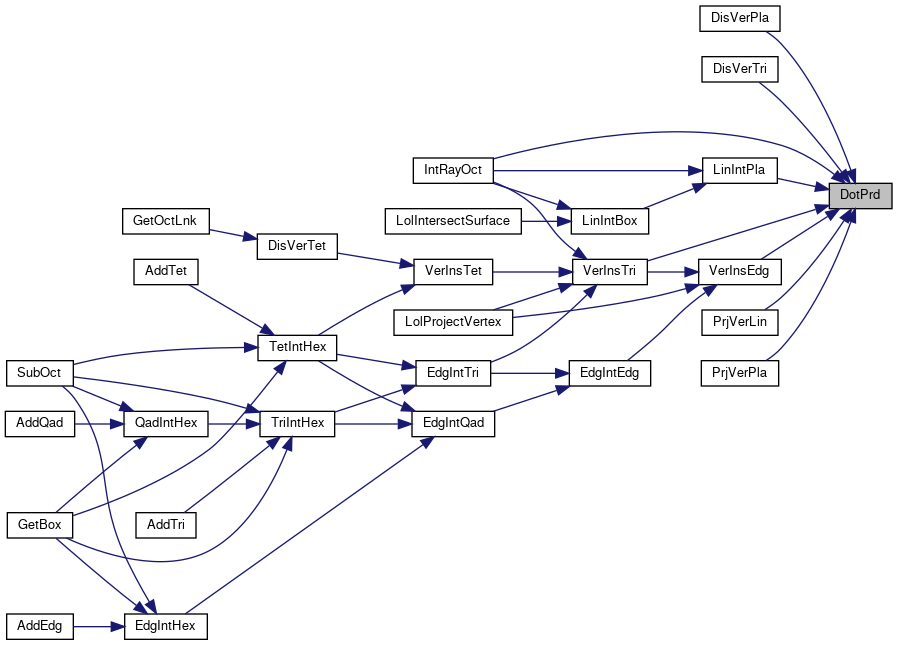 DisVerPla
DisVerTri
IntRayOct
LinIntPla
DotPrd
GetOctLnk
LolIntersectSurface
LinIntBox
DisVerTet
AddTet
VerInsTet
VerInsTri
VerInsEdg
LolProjectVertex
PrjVerLin
TetIntHex
SubOct
EdgIntTri
EdgIntEdg
PrjVerPla
AddQad
QadIntHex
TriIntHex
EdgIntQad
GetBox
AddTri
AddEdg
EdgIntHex